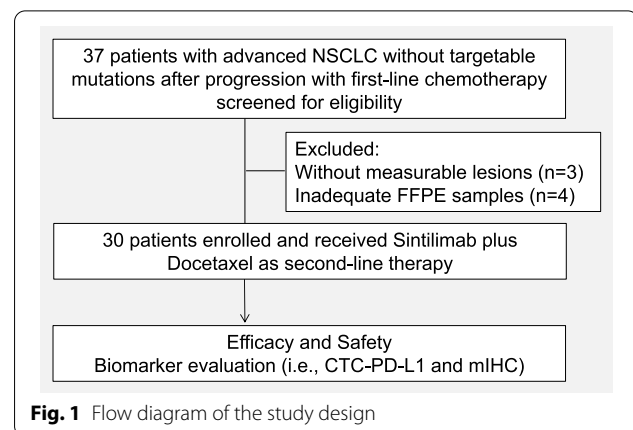 37 patients with advanced NSCLC without targetable
mutations after progression with first-line chemotherapy
screened for eligibility
Excluded:
Without measurable lesions (n=3)
Inadequate FFPE samples (n=4)
30 patients enrolled and received Sintilimab plus
Docetaxel as second-line therapy
Efficacy and Safety
Biomarker evaluation (i.e., CTC-PD-L1 and mIHC)
Fig. 1 Flow diagram of the study design